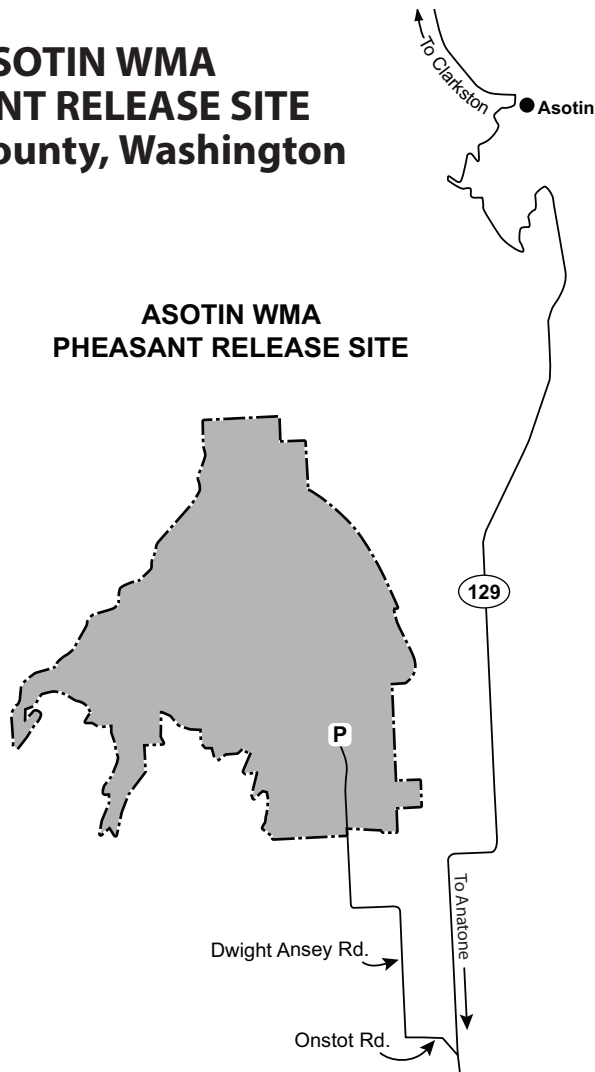 SOTIN WMA
NT RELEASE SITE
ounty, Washington
To Clarkston
Asotin
ASOTIN WMA
PHEASANT RELEASE SITE
129
P
To Anatone
Dwight Ansey Rd.
Onstot Rd.